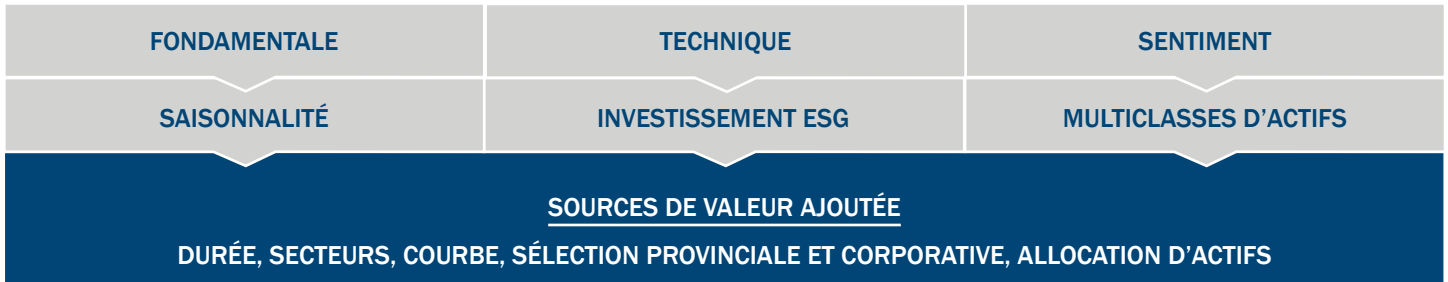 FONDAMENTALE
TECHNIQUE
SENTIMENT
SAISONNALITÉ
INVESTISSEMENT ESG
MULTICLASSES D'ACTIFS
SOURCES DE VALEUR AJOUTÉE
DURÉE, SECTEURS, COURBE, SÉLECTION PROVINCIALE ET CORPORATIVE, ALLOCATION D'ACTIFS